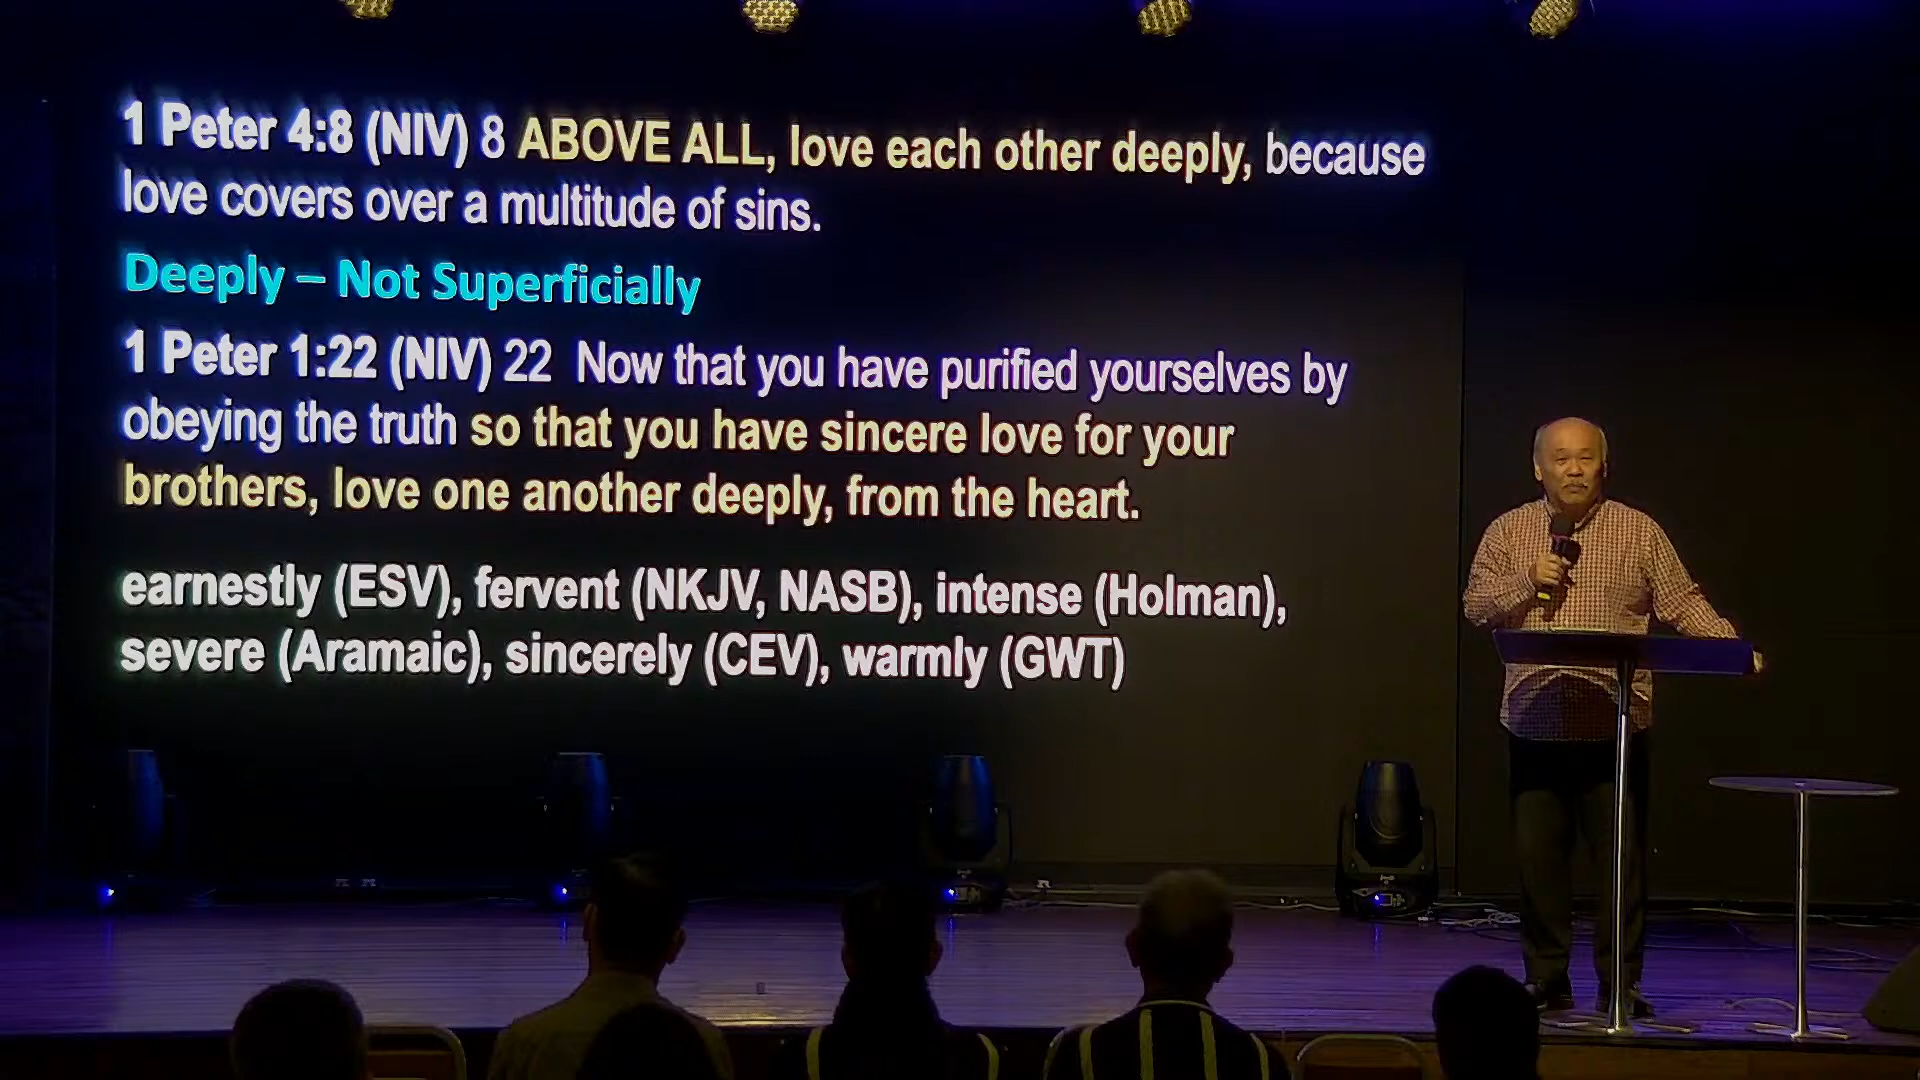 1 Peter 4:8 (NIV) 8 ABOVE ALL, love each other deeply, because
love covers over a multitude of sins.
Deeply – Not Superficially
1 Peter 1:22 (NIV) 22 Now that you have purified yourselves by
obeying the truth so that you have sincere love for your
brothers, love one another deeply, from the heart.
earnestly (ESV), fervent (NKJV, NASB), intense (Holman),
severe (Aramaic), sincerely (CEV), warmly (GWT)